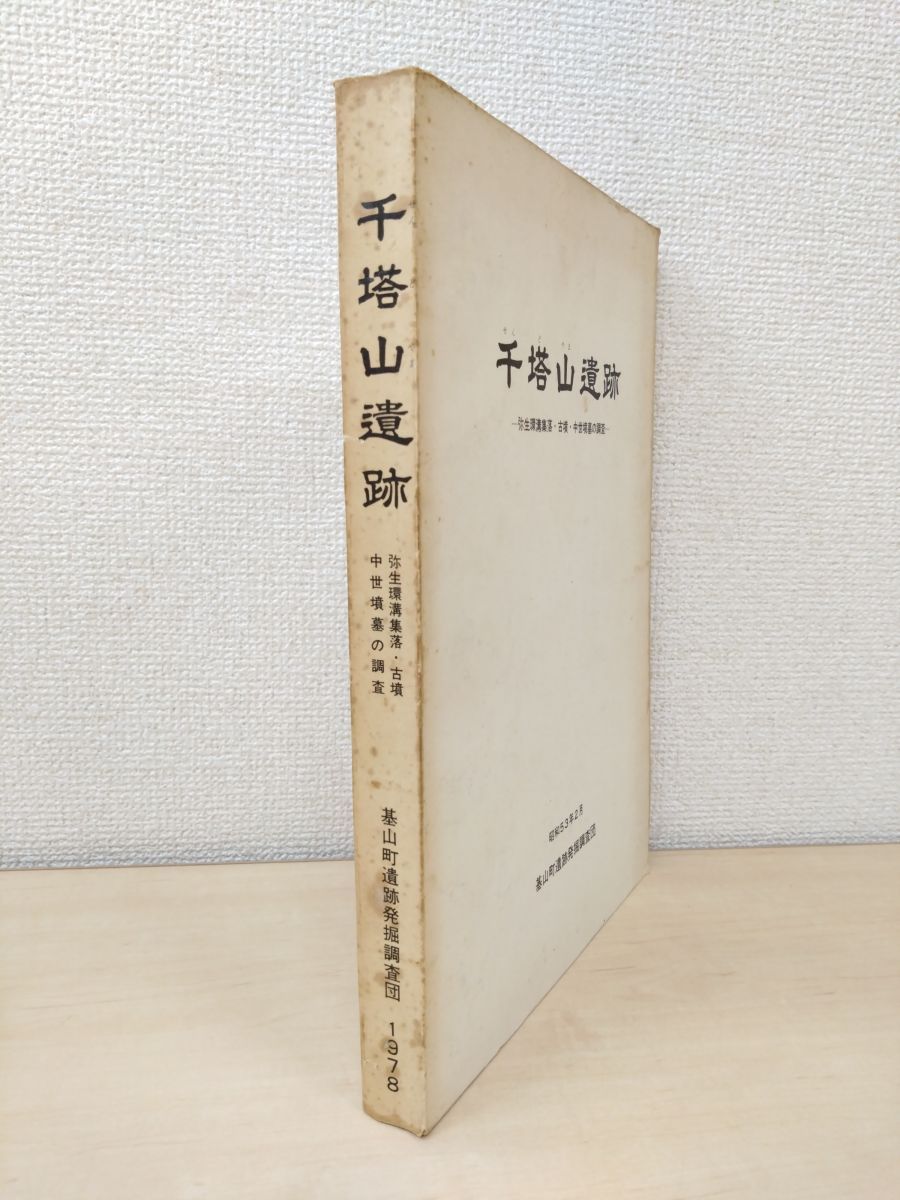 千塔山遺跡
弥生環溝集落・古墳
中世墳墓の調査
基山町遺跡発掘調査団
1978
千塔山遺跡
―弥生環溝集落・古墳・中世墳墓の調査―
昭和53年2月
基山町遺跡発掘調査団